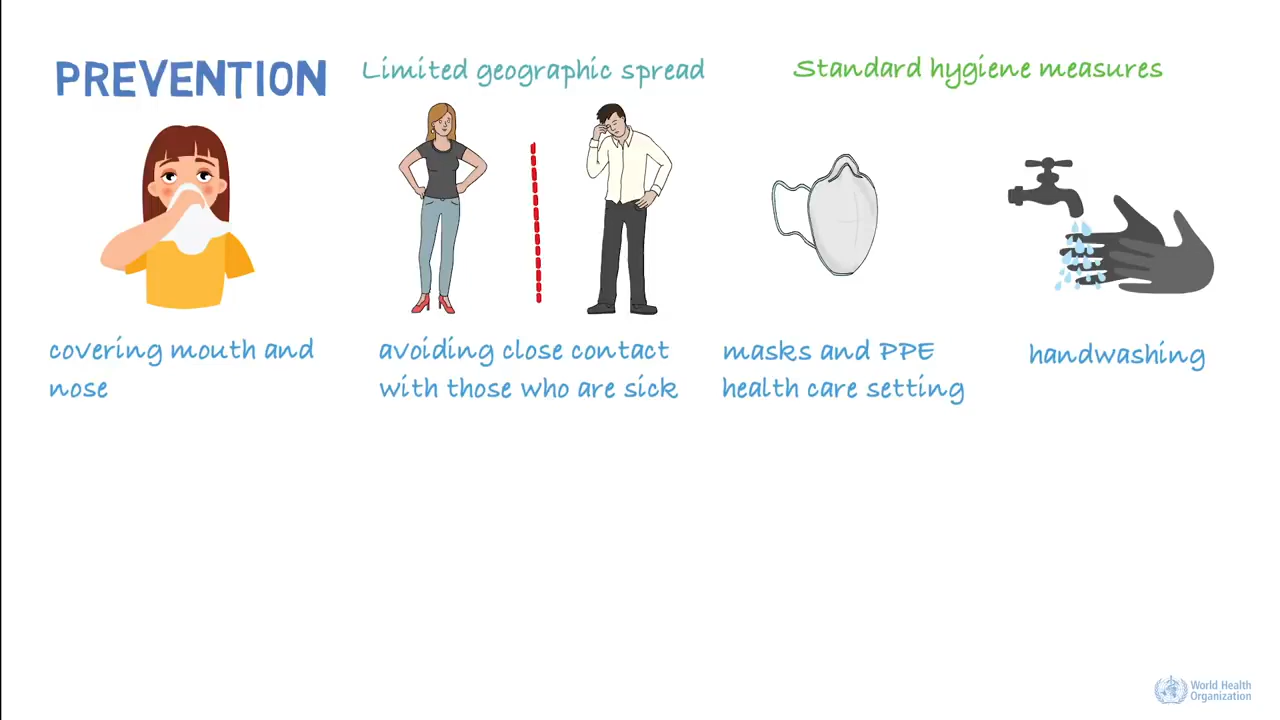 PREVENTION
Limited geographic spread
Standard hygiene measures
covering mouth and
nose
avoiding close contact
with those who are sick
masks and PPE
health care setting
handwashing
World Health
Organization